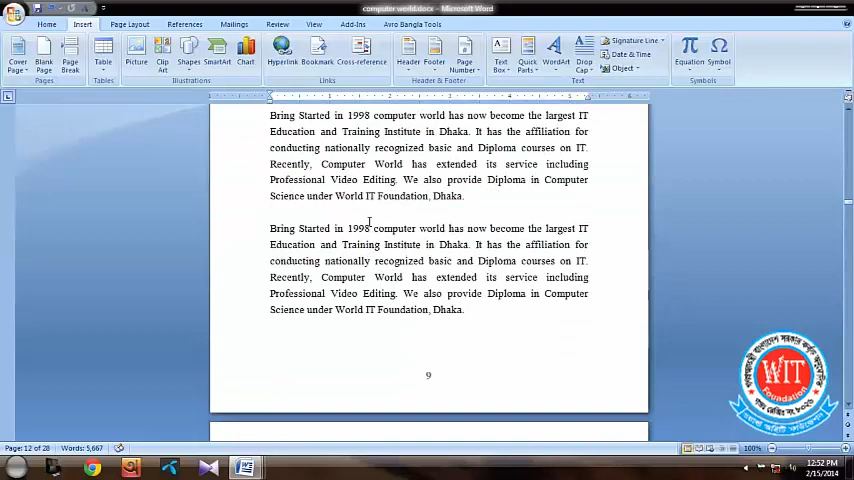 computer world.docx - Microsoft Word
Home Insert Page Layout References Mailings Review View Add-Ins Avro Bangla Tools
Cover Page Blank Page Page Break Table Picture Clip Art Shapes SmartArt Chart Hyperlink Bookmark Cross-reference Header Footer Page Number Text Box Quick Parts WordArt Drop Cap Signature Line Date & Time Object Equation Symbol
Pages Tables Illustrations Links Header & Footer Text Symbols
Bring Started in 1998 computer world has now become the largest IT
Education and Training Institute in Dhaka. It has the affiliation for
conducting nationally recognized basic and Diploma courses on IT.
Recently, Computer World has extended its service including
Professional Video Editing. We also provide Diploma in Computer
Science under World IT Foundation, Dhaka.
Bring Started in 1998 computer world has now become the largest IT
Education and Training Institute in Dhaka. It has the affiliation for
conducting nationally recognized basic and Diploma courses on IT.
Recently, Computer World has extended its service including
Professional Video Editing. We also provide Diploma in Computer
Science under World IT Foundation, Dhaka.
9
WIT
Foundation
Page: 12 of 28 Words: 5,667 100%
12:52 PM
2/15/2014